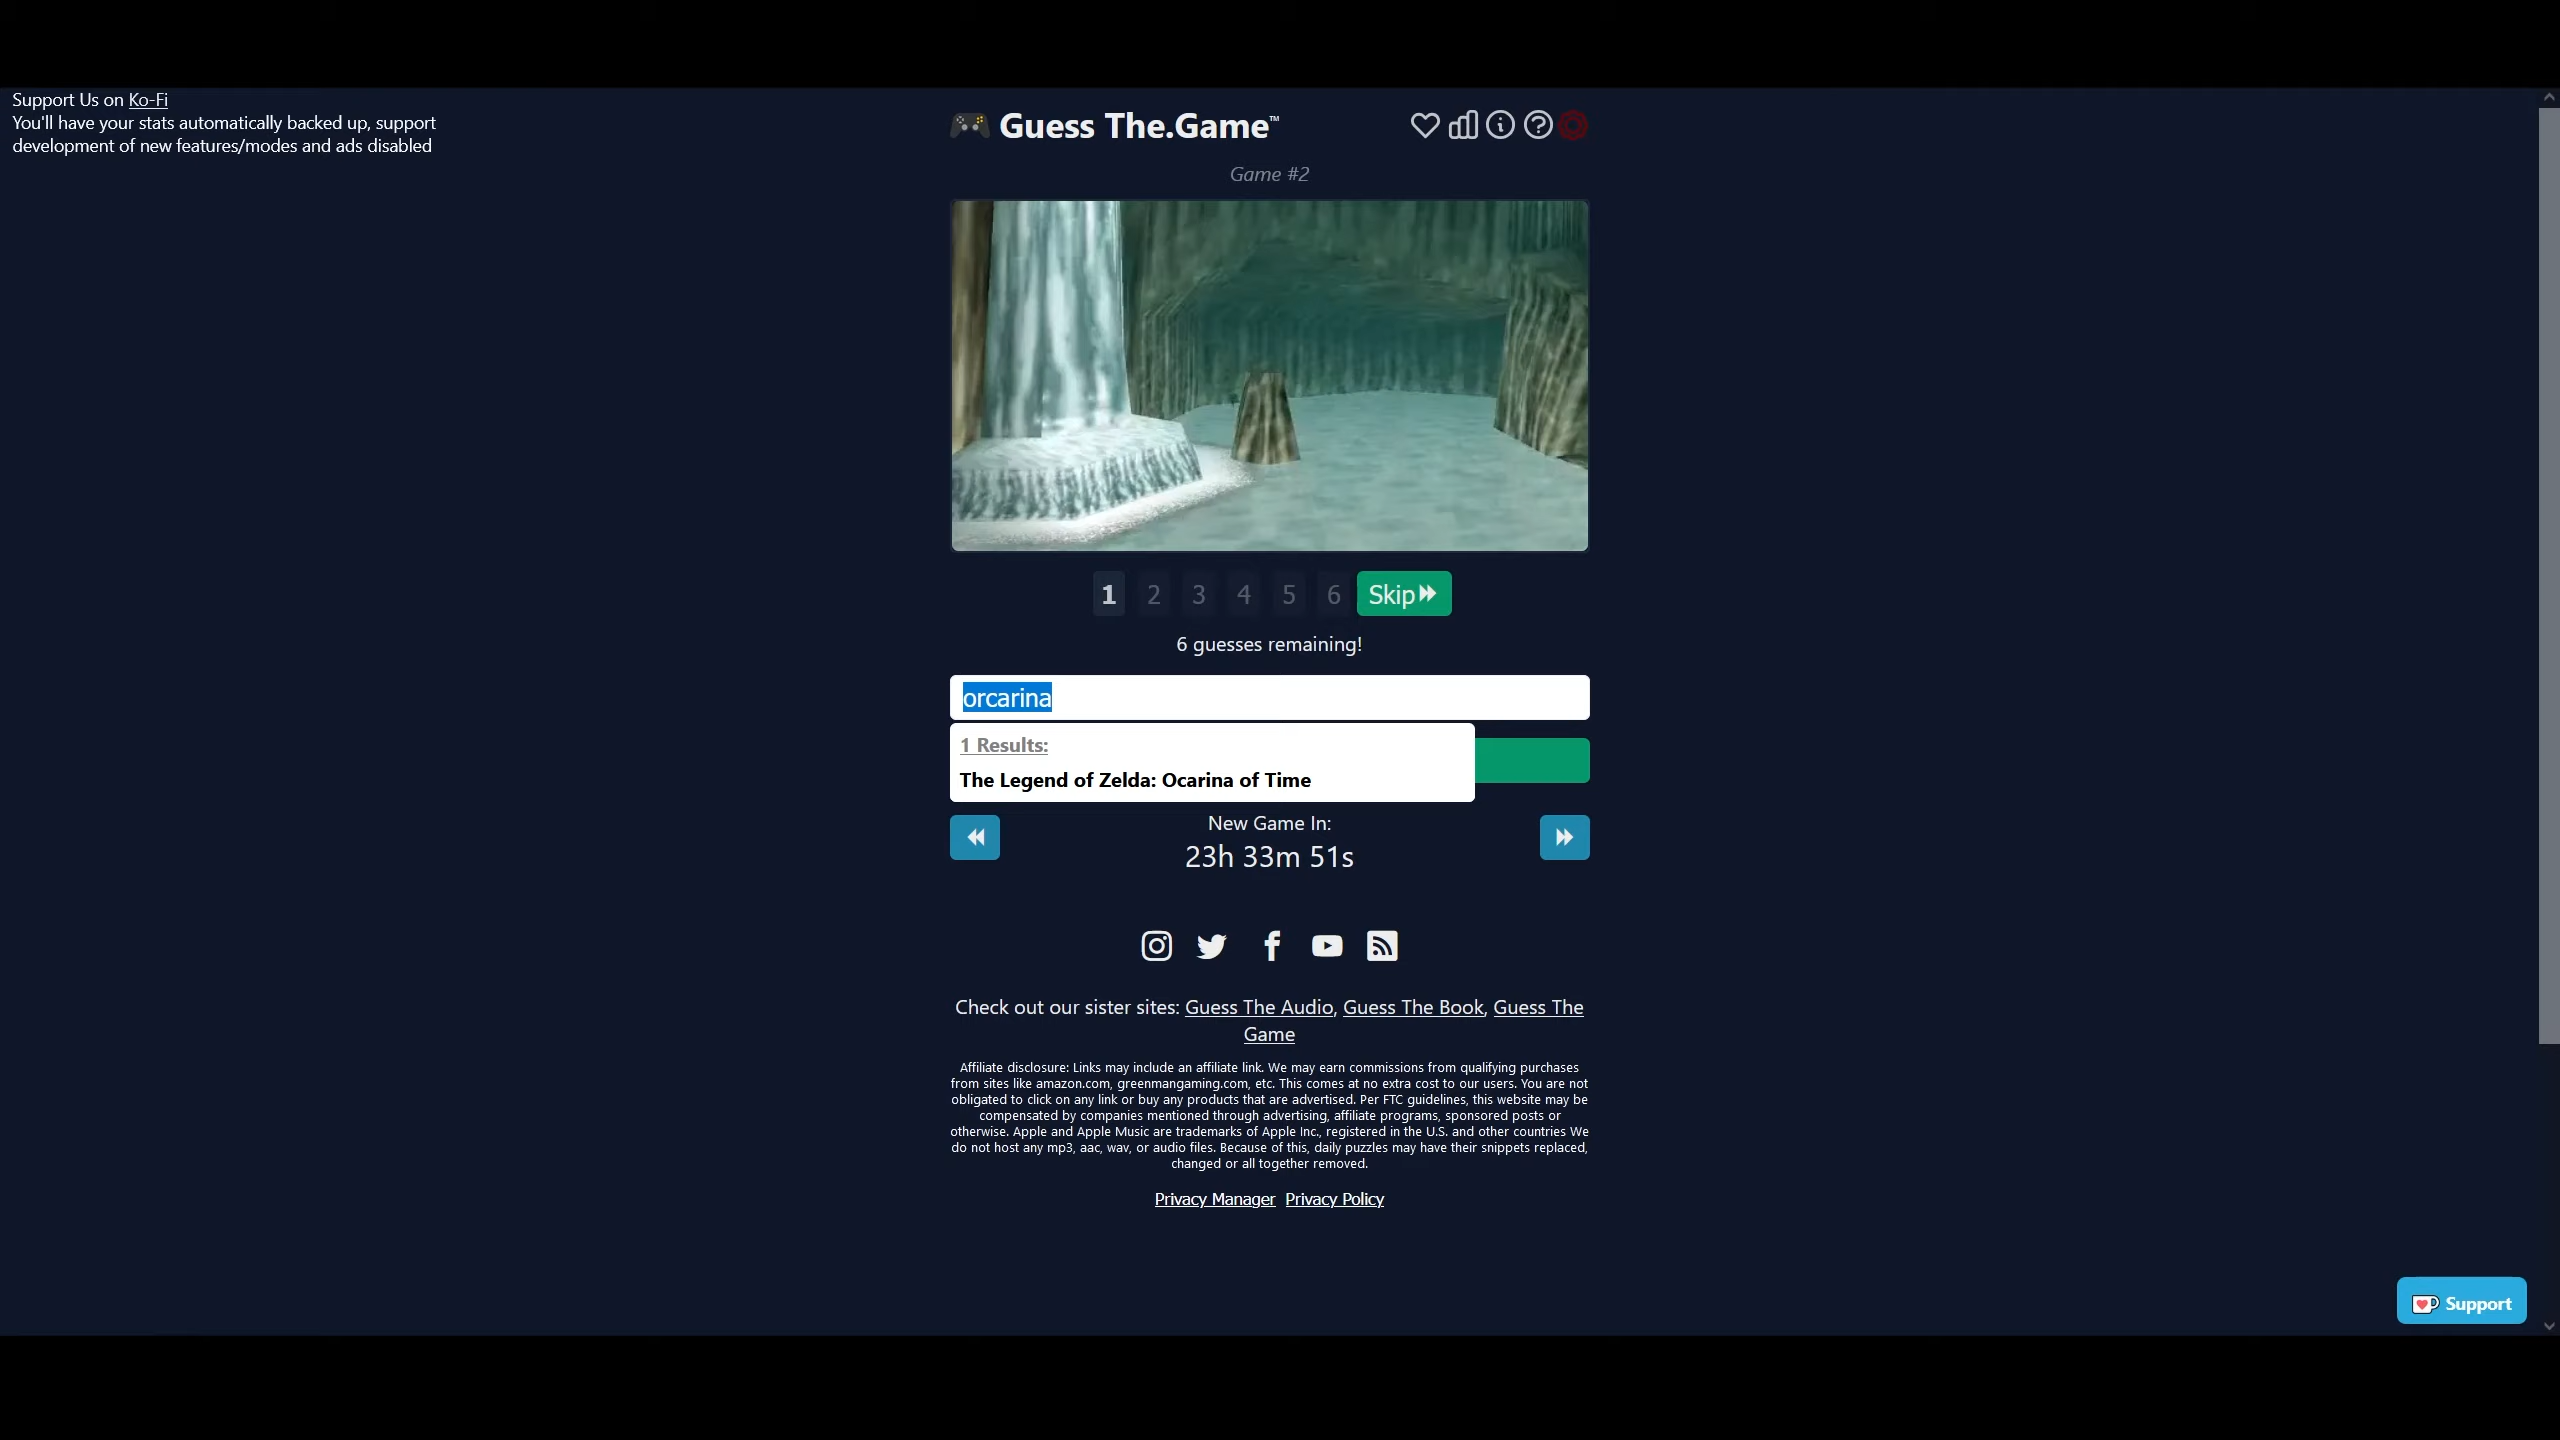 Support Us on Ko-Fi
You'll have your stats automatically backed up, support
development of new features/modes and ads disabled
Guess The.Game™
Game #2
1 2 3 4 5 6 Skip
6 guesses remaining!
orcarina
1 Results:
The Legend of Zelda: Ocarina of Time
New Game In:
23h 33m 51s
Check out our sister sites: Guess The Audio, Guess The Book, Guess The
Game
Affiliate disclosure: Links may include an affiliate link. We may earn commissions from qualifying purchases
from sites like amazon.com, greenmangaming.com, etc. This comes at no extra cost to our users. You are not
obligated to click on any link or buy any products that are advertised. Per FTC guidelines, this website may be
compensated by companies mentioned through advertising, affiliate programs, sponsored posts or
otherwise. Apple and Apple Music are trademarks of Apple Inc., registered in the U.S. and other countries We
do not host any mp3, aac, wav, or audio files. Because of this, daily puzzles may have their snippets replaced,
changed or all together removed.
Privacy Manager Privacy Policy
Support